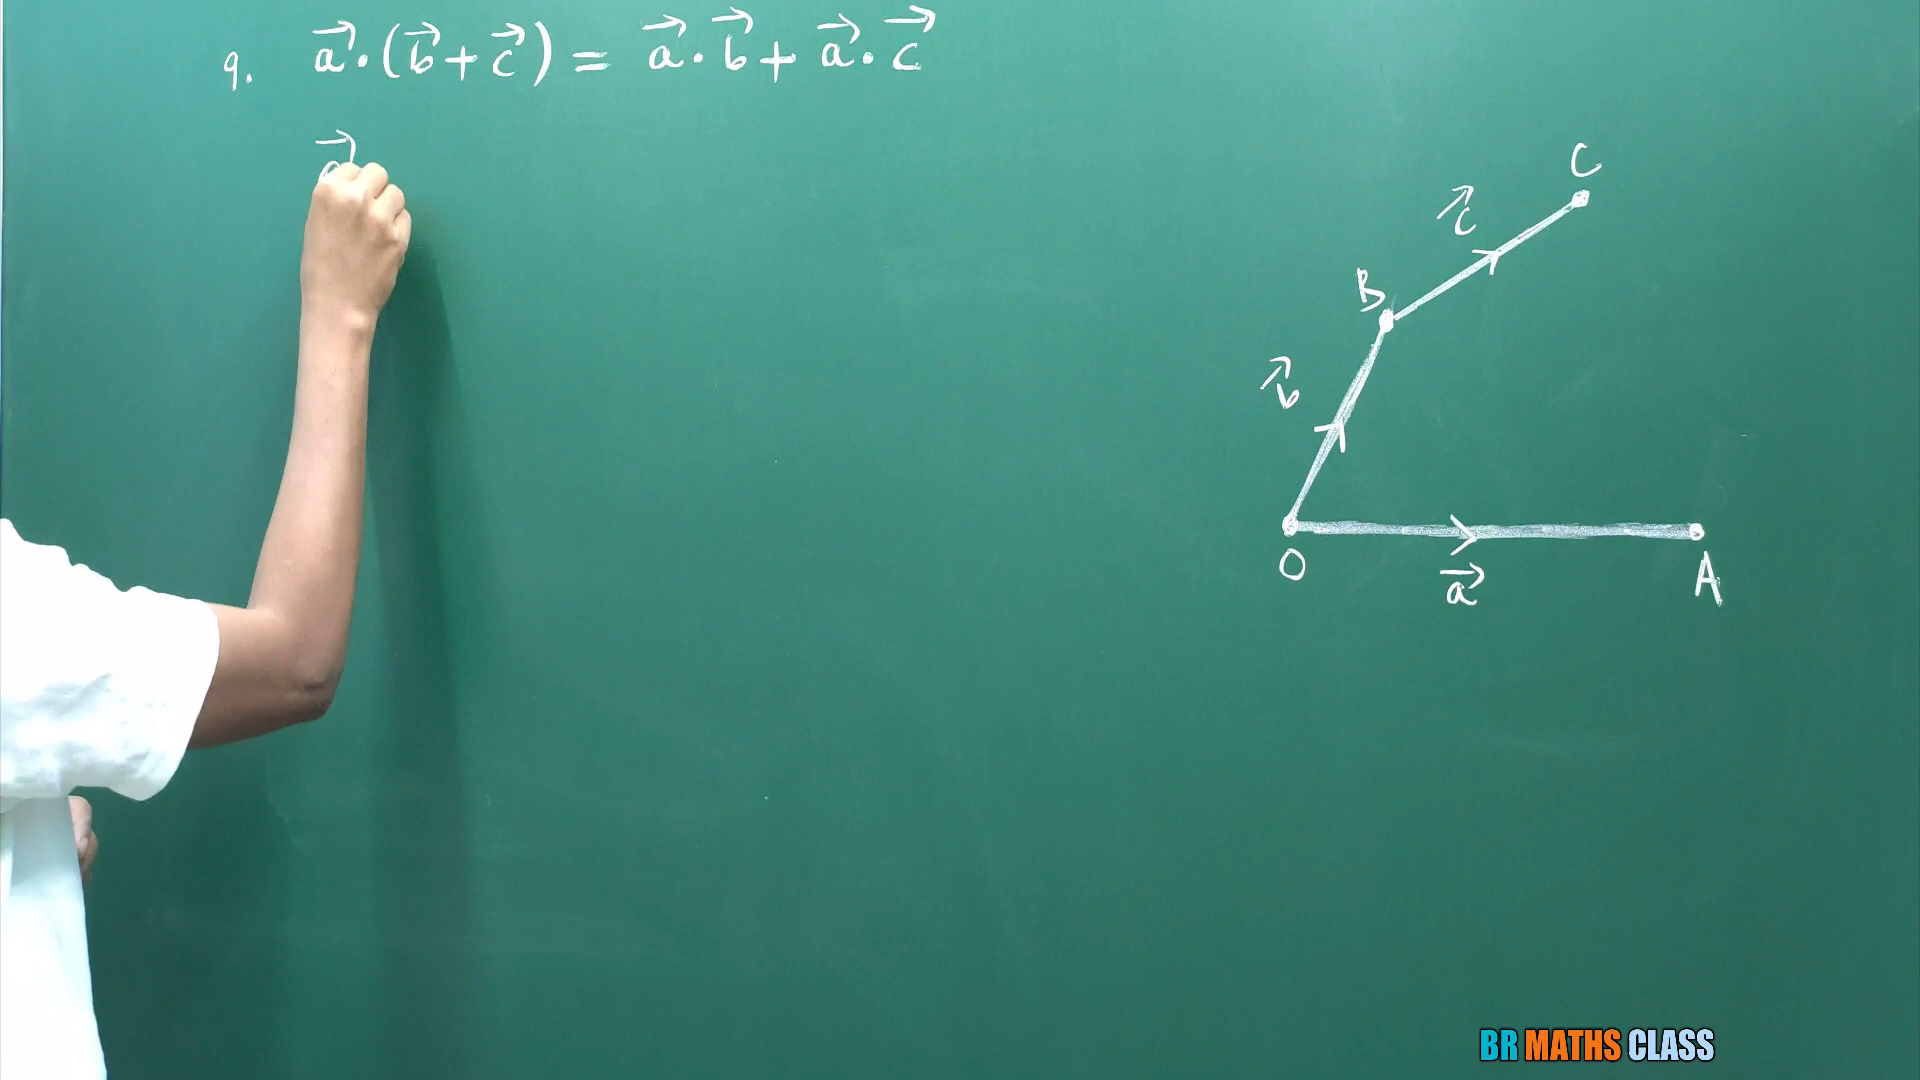 9. a⃗·(b⃗+c⃗) = a⃗·b⃗+a⃗·c⃗
a⃗
C
c⃗
B
b⃗
O
a⃗
A
BR MATHS CLASS